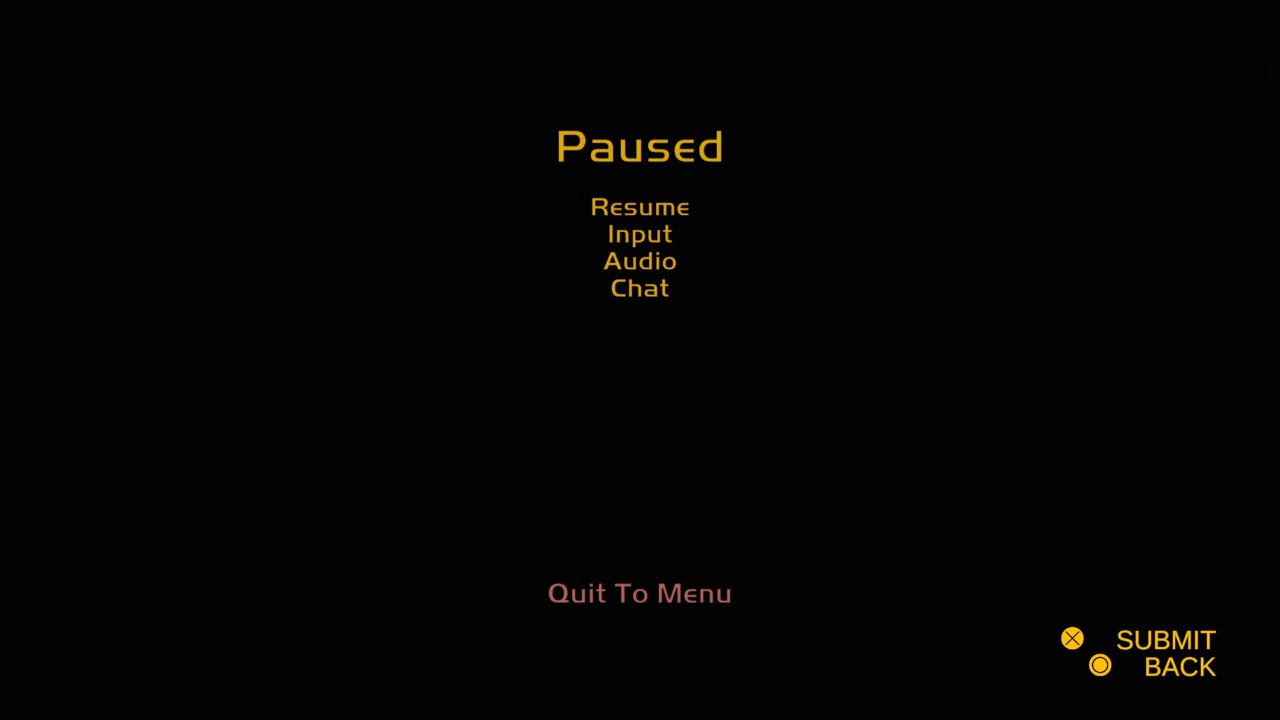 Paused
Resume
Input
Audio
Chat
Quit To Menu
SUBMIT
BACK